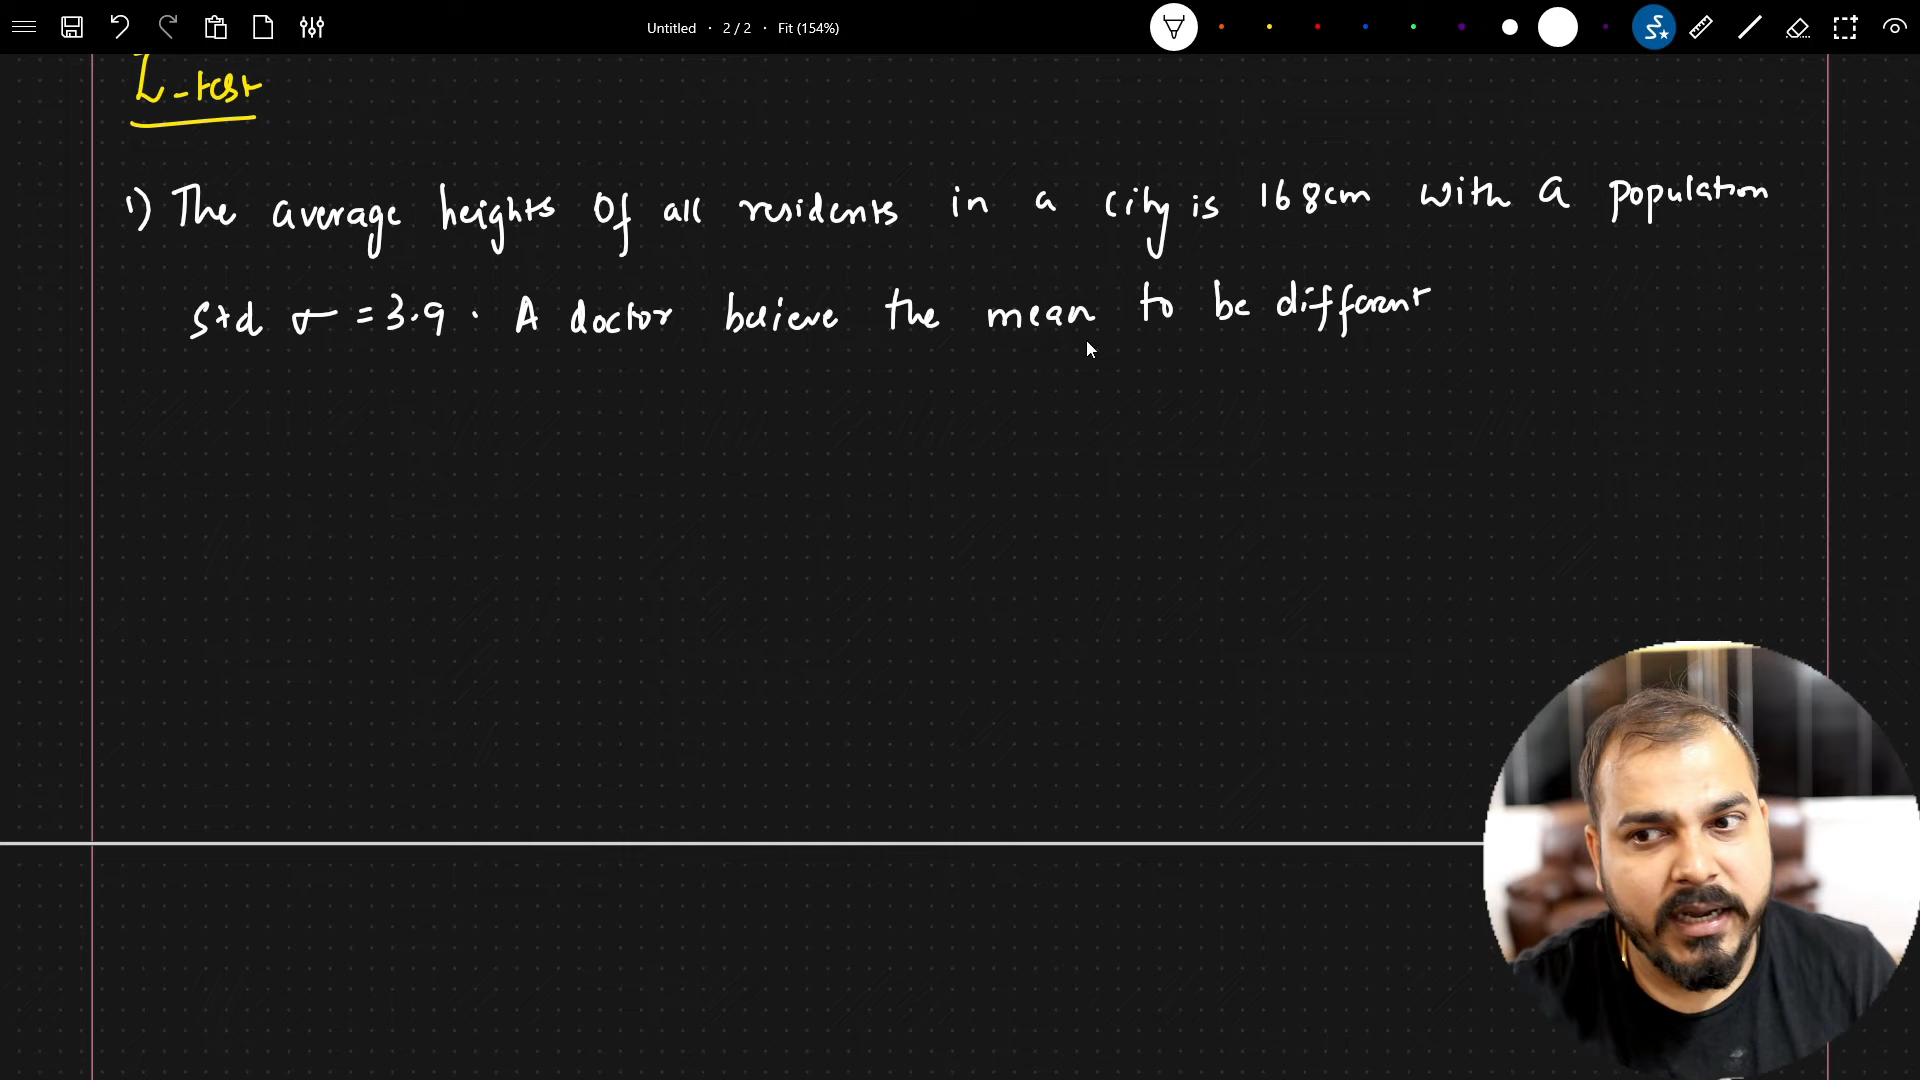 Untitled · 2 / 2 · Fit (154%)
Z-test
1) The average heights Of all residents in a city is 168cm with a population
std σ = 3.9 . A doctor believe the mean to be different